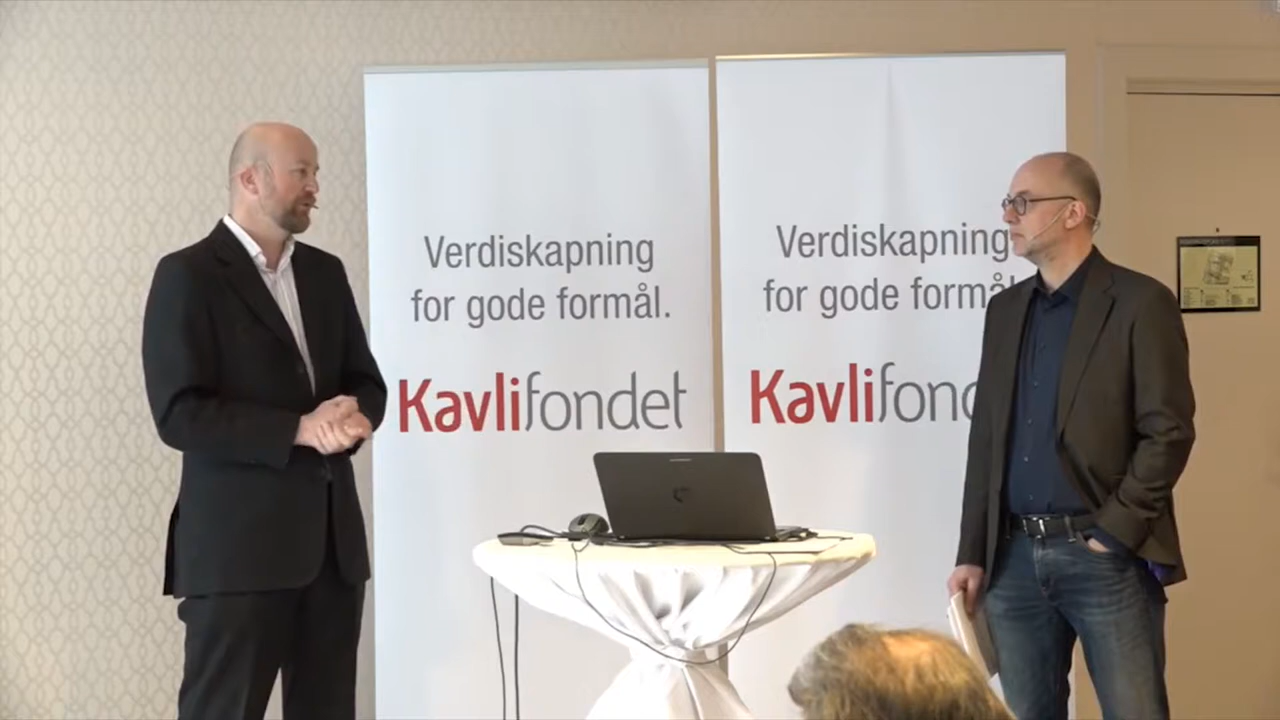 Verdiskapning
for gode formål.
Kavlifondet
Verdiskapning
for gode formål
Kavlifond